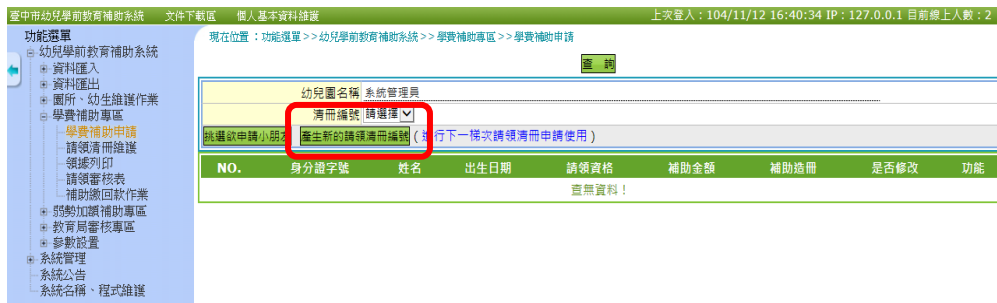 臺中市幼兒學前教育補助系統 文件下載區 個人基本資料維護 上次登入：104/11/12 16:40:34 IP：127.0.0.1 目前線上人數：2
功能選單
幼兒學前教育補助系統
資料匯入
資料匯出
園所、幼生維護作業
學費補助專區
學費補助申請
請領清冊維護
領據列印
請領審核表
補助繳回款作業
弱勢加額補助專區
教育局審核專區
參數設置
系統管理
系統公告
系統名稱、程式維護
現在位置：功能選單>>幼兒學前教育補助系統>>學費補助專區>>學費補助申請
查 詢
幼兒園名稱 系統管理員
清冊編號 請選擇
挑選欲申請小朋友 產生新的請領清冊編號 (進行下一梯次請領清冊申請使用)
NO. 身分證字號 姓名 出生日期 請領資格 補助金額 補助造冊 是否修改 功能
查無資料！